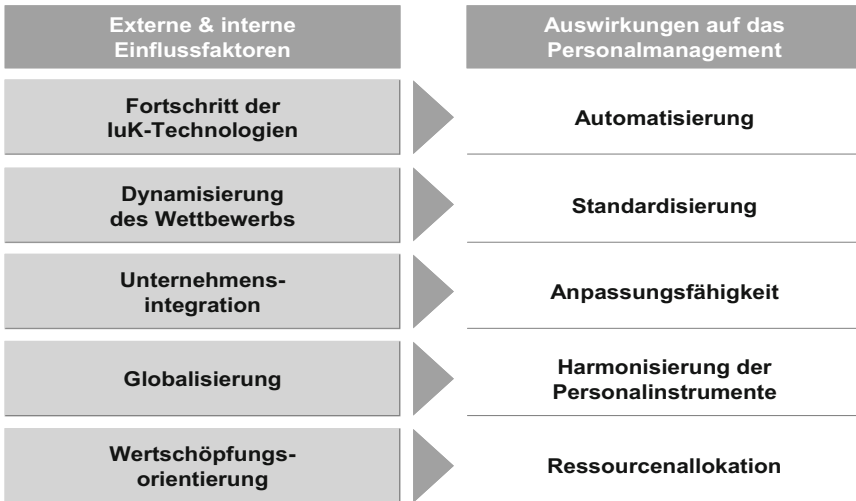 Externe & interne
Einflussfaktoren
Auswirkungen auf das
Personalmanagement
Fortschritt der
IuK-Technologien
Automatisierung
Dynamisierung
des Wettbewerbs
Standardisierung
Unternehmens-
integration
Anpassungsfähigkeit
Globalisierung
Harmonisierung der
Personalinstrumente
Wertschöpfungs-
orientierung
Ressourcenallokation